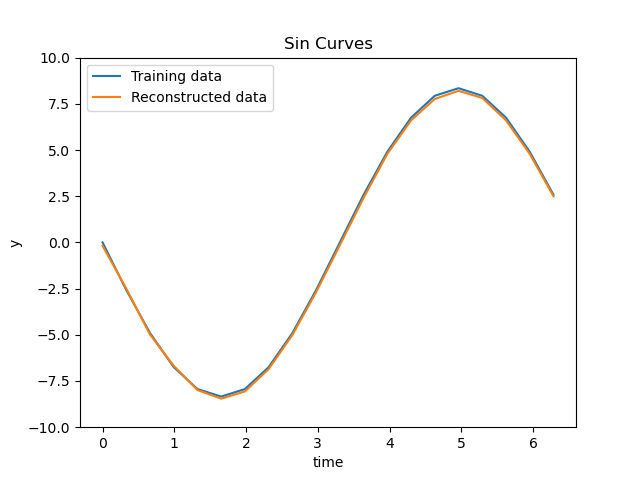 Sin Curves
Training data
Reconstructed data
10.0
7.5
5.0
2.5
0.0
−2.5
−5.0
−7.5
−10.0
y
0 1 2 3 4 5 6
time